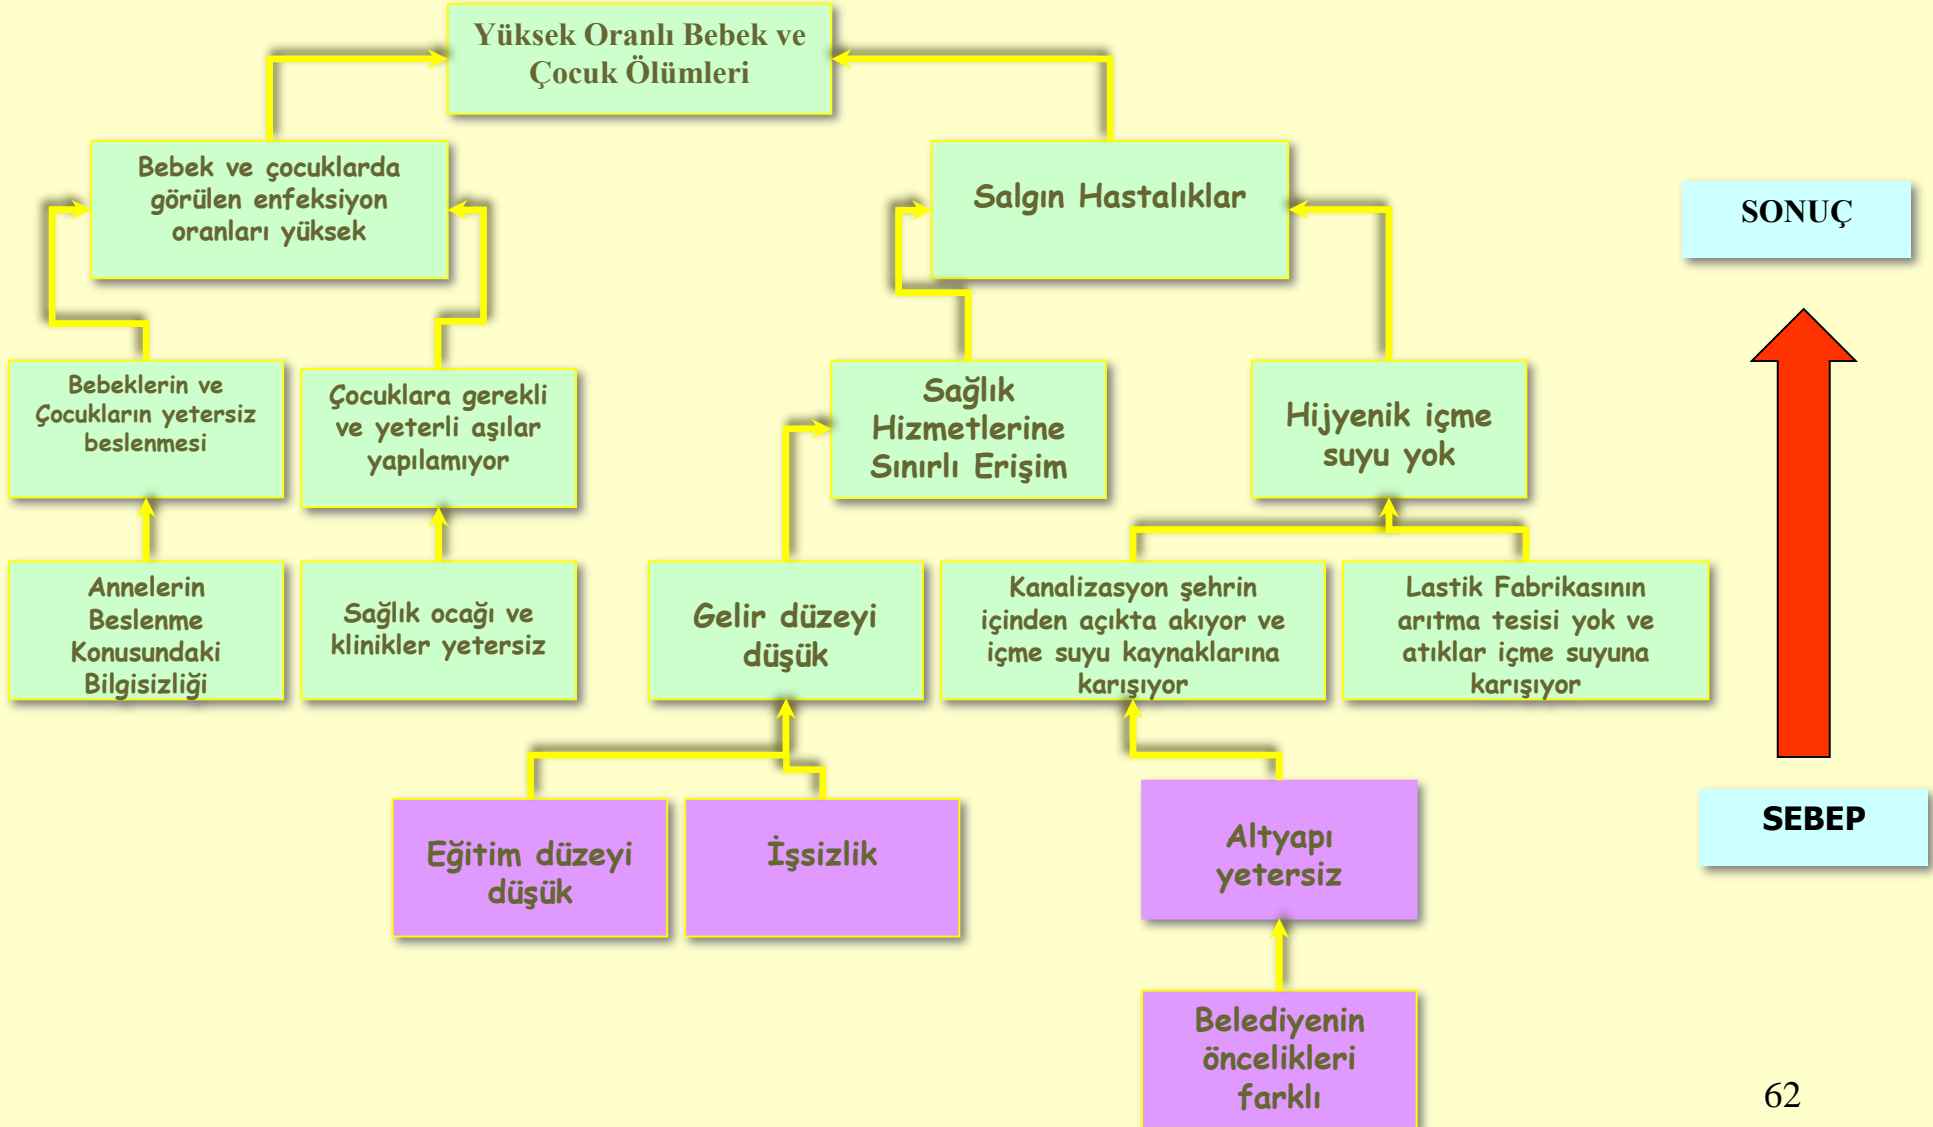 Yüksek Oranlı Bebek ve
Çocuk Ölümleri
Bebek ve çocuklarda
görülen enfeksiyon
oranları yüksek
Salgın Hastalıklar
SONUÇ
Bebeklerin ve
Çocukların yetersiz
beslenmesi
Çocuklara gerekli
ve yeterli aşılar
yapılamıyor
Sağlık
Hizmetlerine
Sınırlı Erişim
Hijyenik içme
suyu yok
Annelerin
Beslenme
Konusundaki
Bilgisizliği
Sağlık ocağı ve
klinikler yetersiz
Gelir düzeyi
düşük
Kanalizasyon şehrin
içinden açıkta akıyor ve
içme suyu kaynaklarına
karışıyor
Lastik Fabrikasının
arıtma tesisi yok ve
atıklar içme suyuna
karışıyor
Eğitim düzeyi
düşük
İşsizlik
Altyapı
yetersiz
SEBEP
Belediyenin
öncelikleri
farklı
62